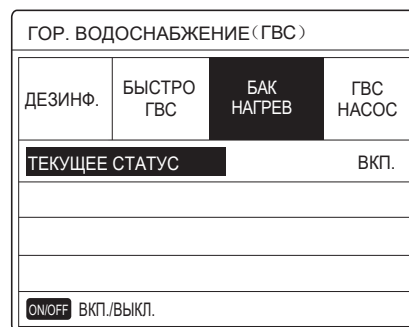 ГОР. ВОДОСНАБЖЕНИЕ（ГВС）
ДЕЗИНФ.
БЫСТРО
ГВС
БАК
НАГРЕВ
ГВС
НАСОС
ТЕКУЩЕЕ СТАТУС ВКП.
ON/OFF ВКП./ВЫКЛ.